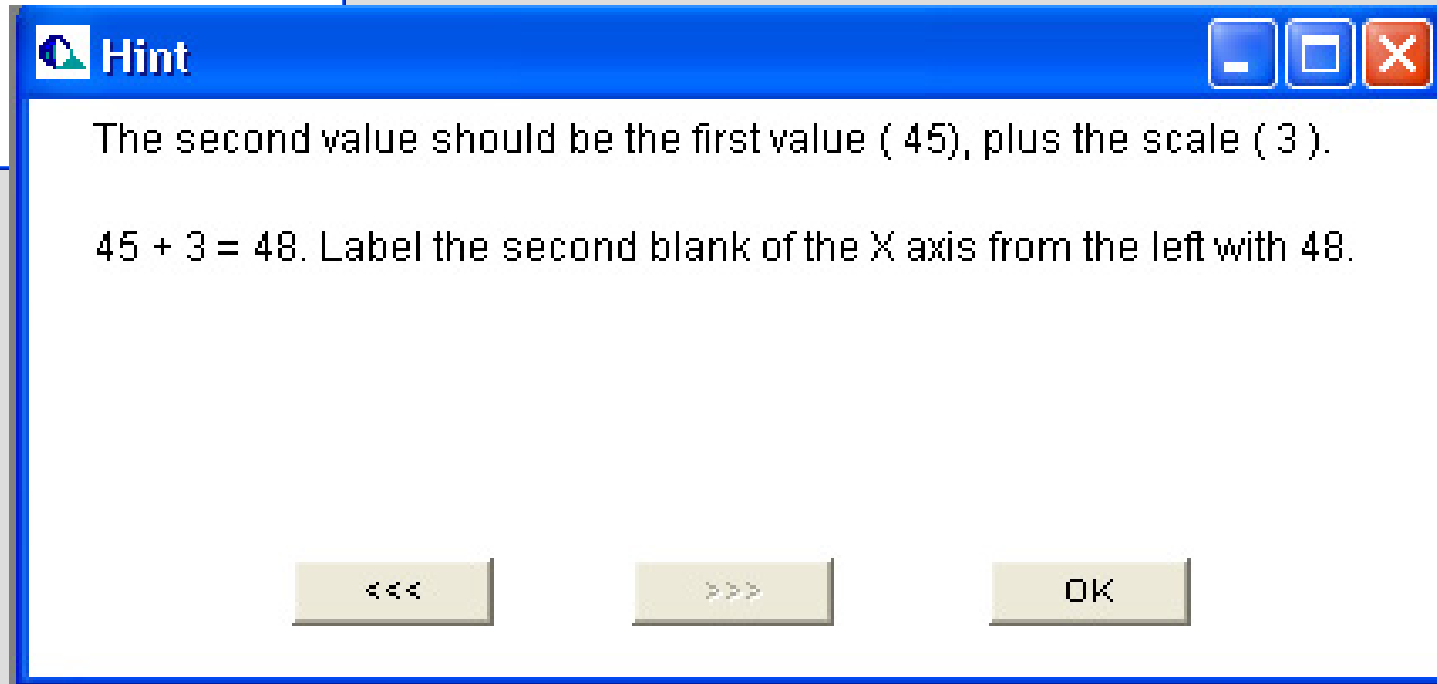 Hint
The second value should be the first value ( 45), plus the scale ( 3 ).
45 + 3 = 48. Label the second blank of the X axis from the left with 48.
<<< >>> OK